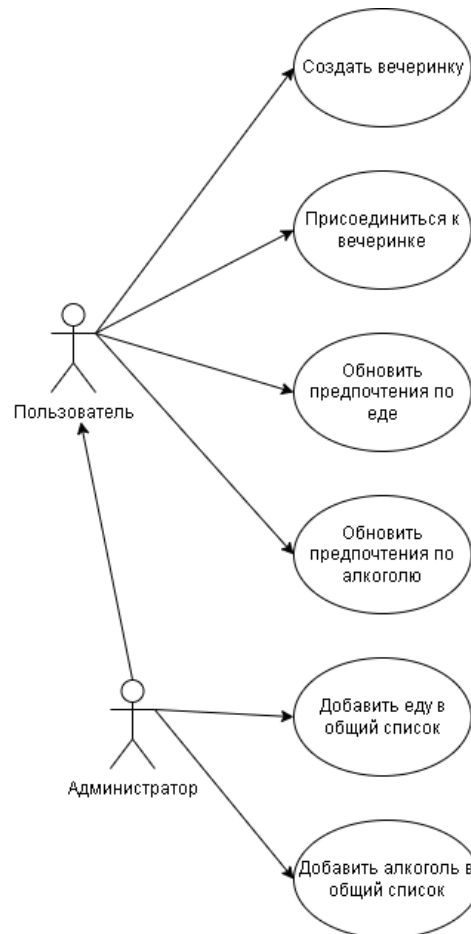 Создать вечеринку
Присоединиться к
вечеринке
Обновить
предпочтения по
еде
Пользователь
Обновить
предпочтения по
алкоголю
Добавить еду в
общий список
Администратор
Добавить алкоголь в
общий список